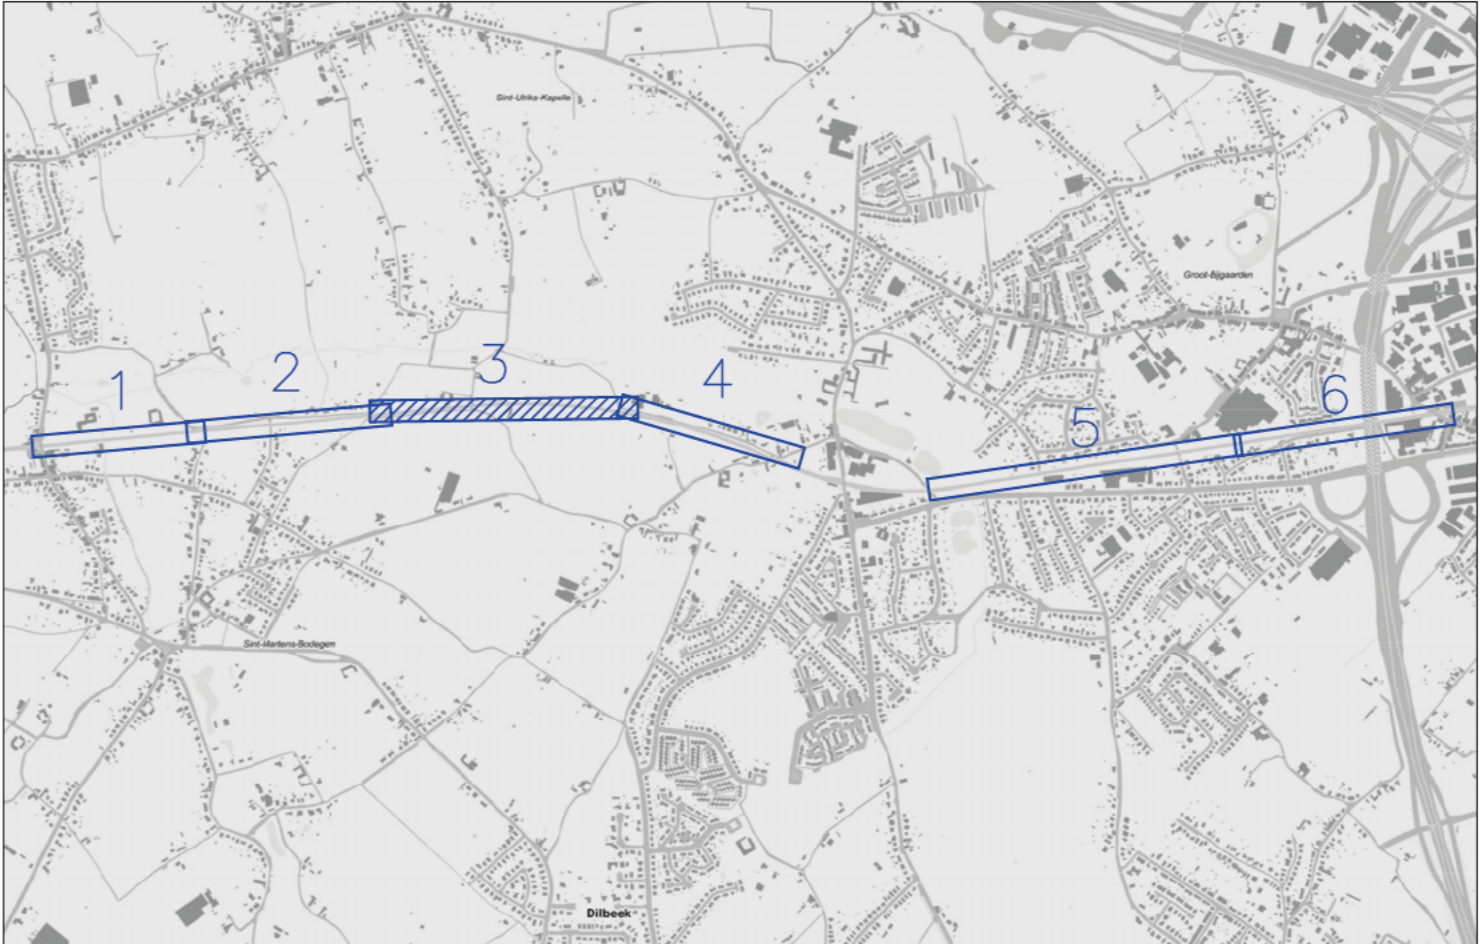 Sint-Ulriks-Kapelle
Groot-Bijgaarden
1
2
3
4
5
6
Sint-Martens-Bodegem
Dilbeek